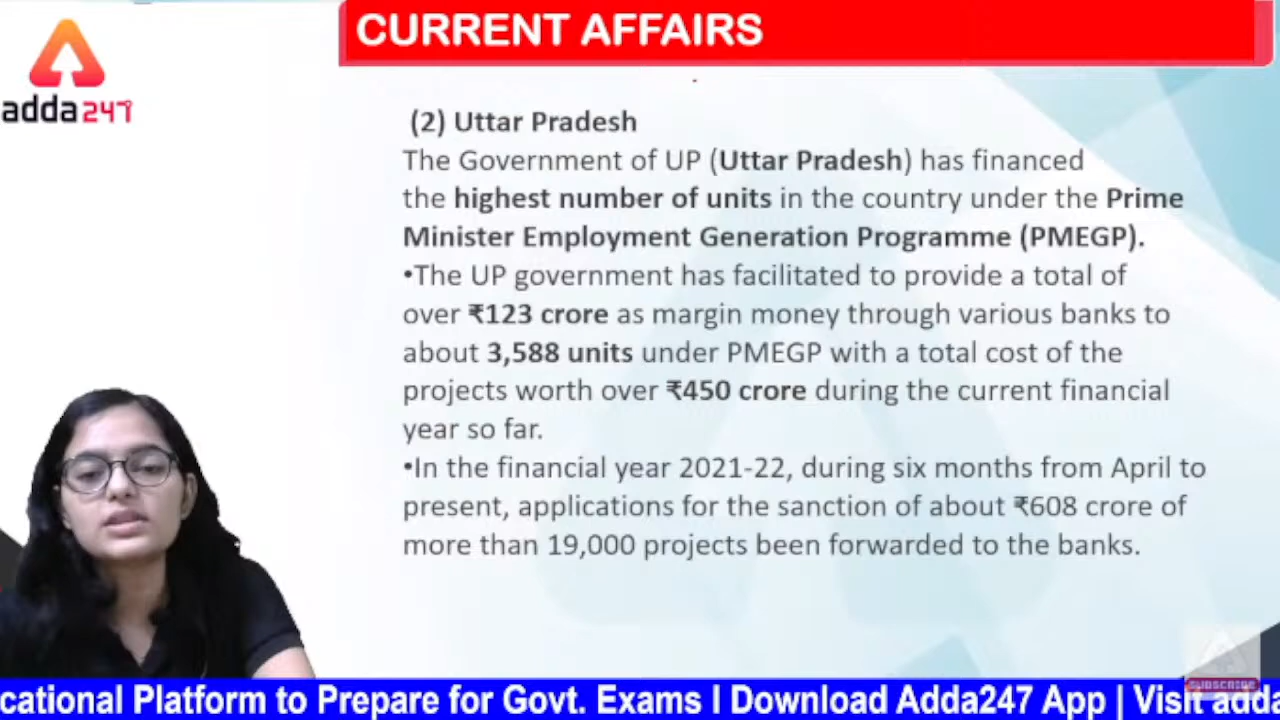 CURRENT AFFAIRS
adda247
(2) Uttar Pradesh
The Government of UP (Uttar Pradesh) has financed
the highest number of units in the country under the Prime
Minister Employment Generation Programme (PMEGP).
•The UP government has facilitated to provide a total of
over ₹123 crore as margin money through various banks to
about 3,588 units under PMEGP with a total cost of the
projects worth over ₹450 crore during the current financial
year so far.
•In the financial year 2021-22, during six months from April to
present, applications for the sanction of about ₹608 crore of
more than 19,000 projects been forwarded to the banks.
SUBSCRIBE
cational Platform to Prepare for Govt. Exams I Download Adda247 App | Visit adda